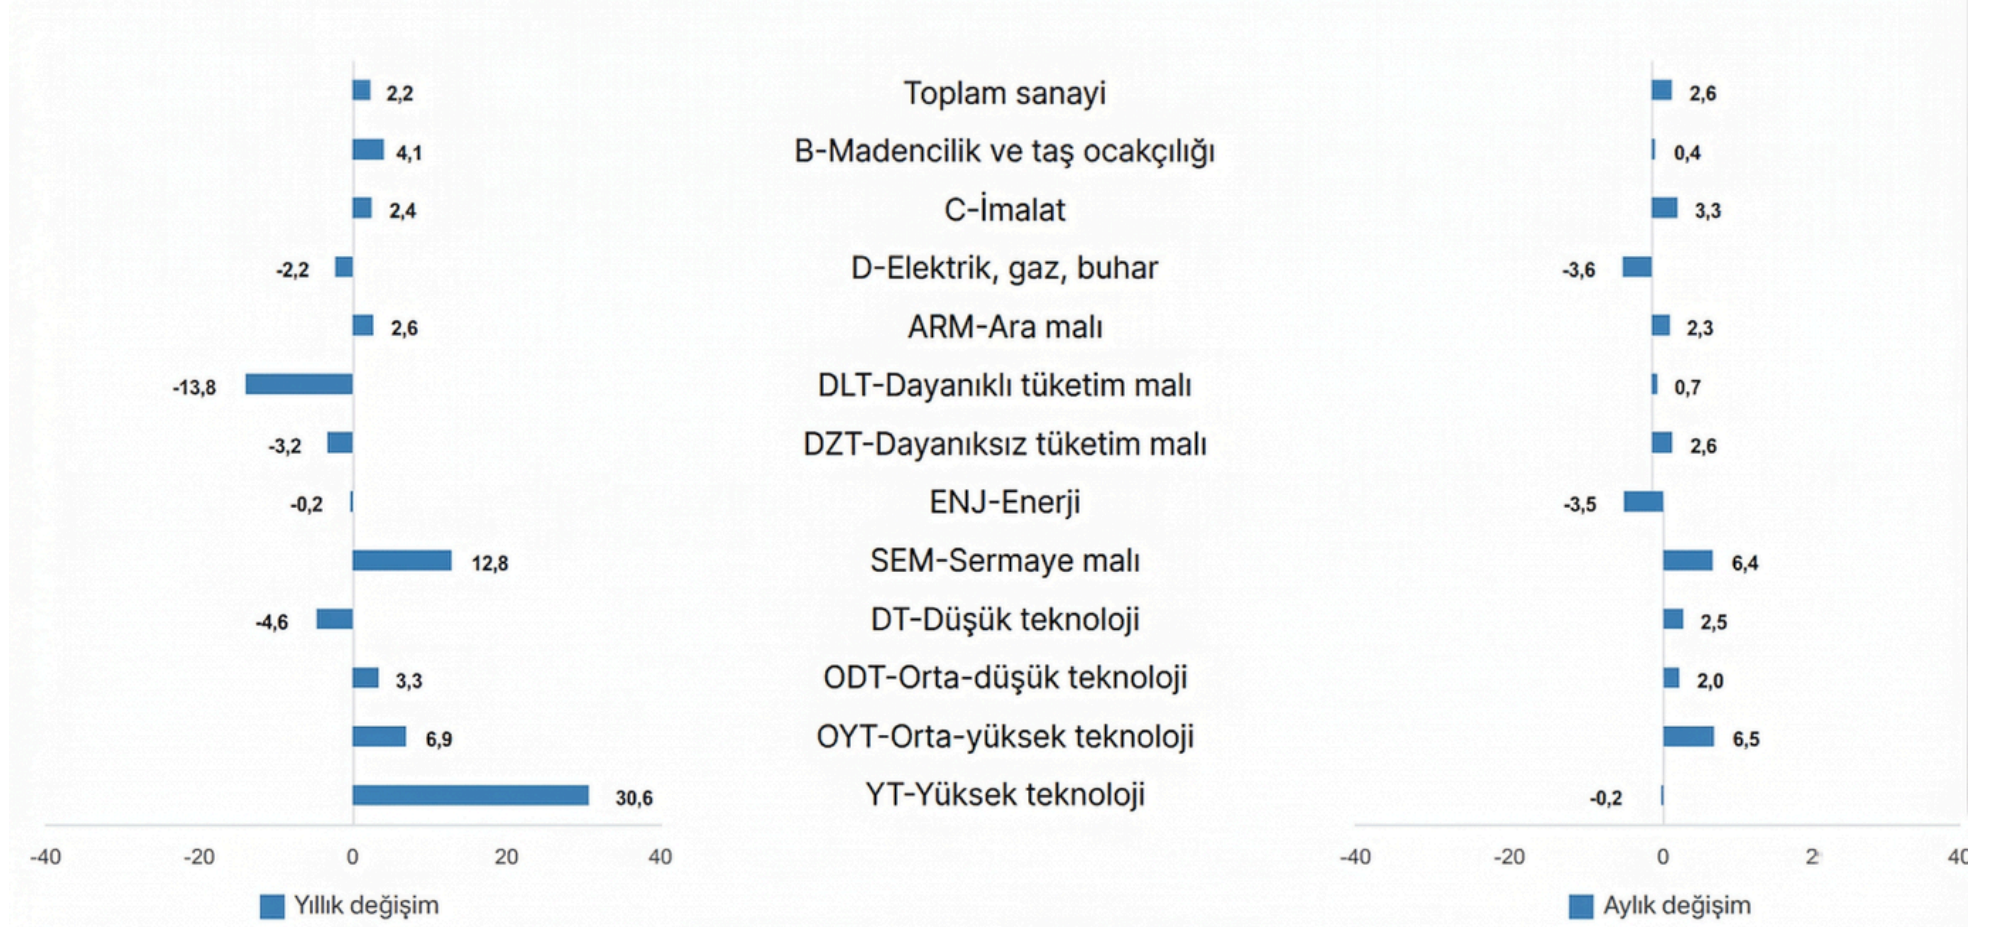 2,2 Toplam sanayi 2,6
4,1 B-Madencilik ve taş ocakçılığı 0,4
2,4 C-İmalat 3,3
-2,2 D-Elektrik, gaz, buhar -3,6
2,6 ARM-Ara malı 2,3
-13,8 DLT-Dayanıklı tüketim malı 0,7
-3,2 DZT-Dayanıksız tüketim malı 2,6
-0,2 ENJ-Enerji -3,5
12,8 SEM-Sermaye malı 6,4
-4,6 DT-Düşük teknoloji 2,5
3,3 ODT-Orta-düşük teknoloji 2,0
6,9 OYT-Orta-yüksek teknoloji 6,5
30,6 YT-Yüksek teknoloji -0,2
-40 -20 0 20 40 -40 -20 0 2 40
Yıllık değişim Aylık değişim